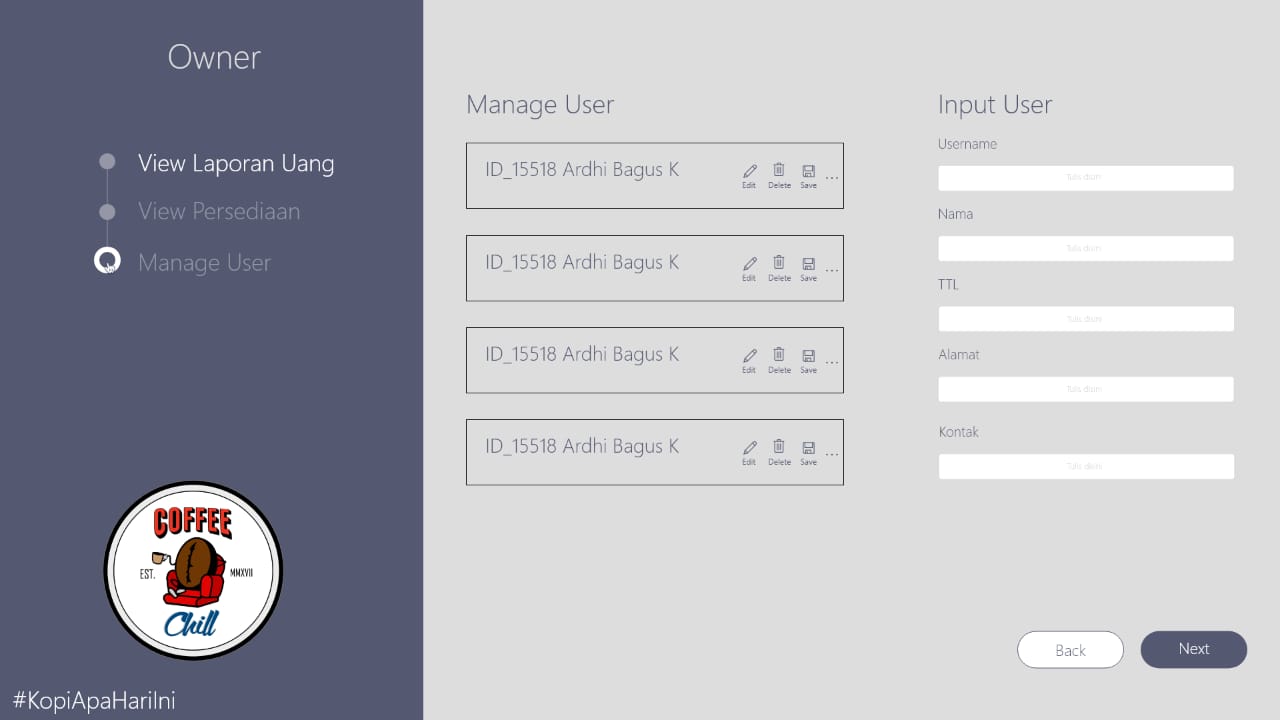 Owner
View Laporan Uang
View Persediaan
Manage User
COFFEE
EST.
MMXVII
Chill
#KopiApaHariIni
Manage User
ID_15518 Ardhi Bagus K
Edit
Delete
Save
...
ID_15518 Ardhi Bagus K
Edit
Delete
Save
...
ID_15518 Ardhi Bagus K
Edit
Delete
Save
...
ID_15518 Ardhi Bagus K
Edit
Delete
Save
...
Input User
Username
Tulis disini
Nama
Tulis disini
TTL
Tulis disini
Alamat
Tulis disini
Kontak
Tulis disini
Back
Next